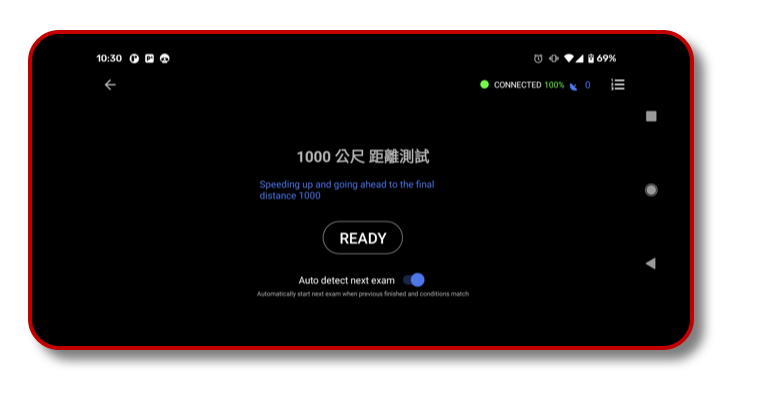 10:30 69%
CONNECTED 100% 0
1000 公尺 距離測試
Speeding up and going ahead to the final
distance 1000
READY
Auto detect next exam
Automatically start next exam when previous finished and conditions match